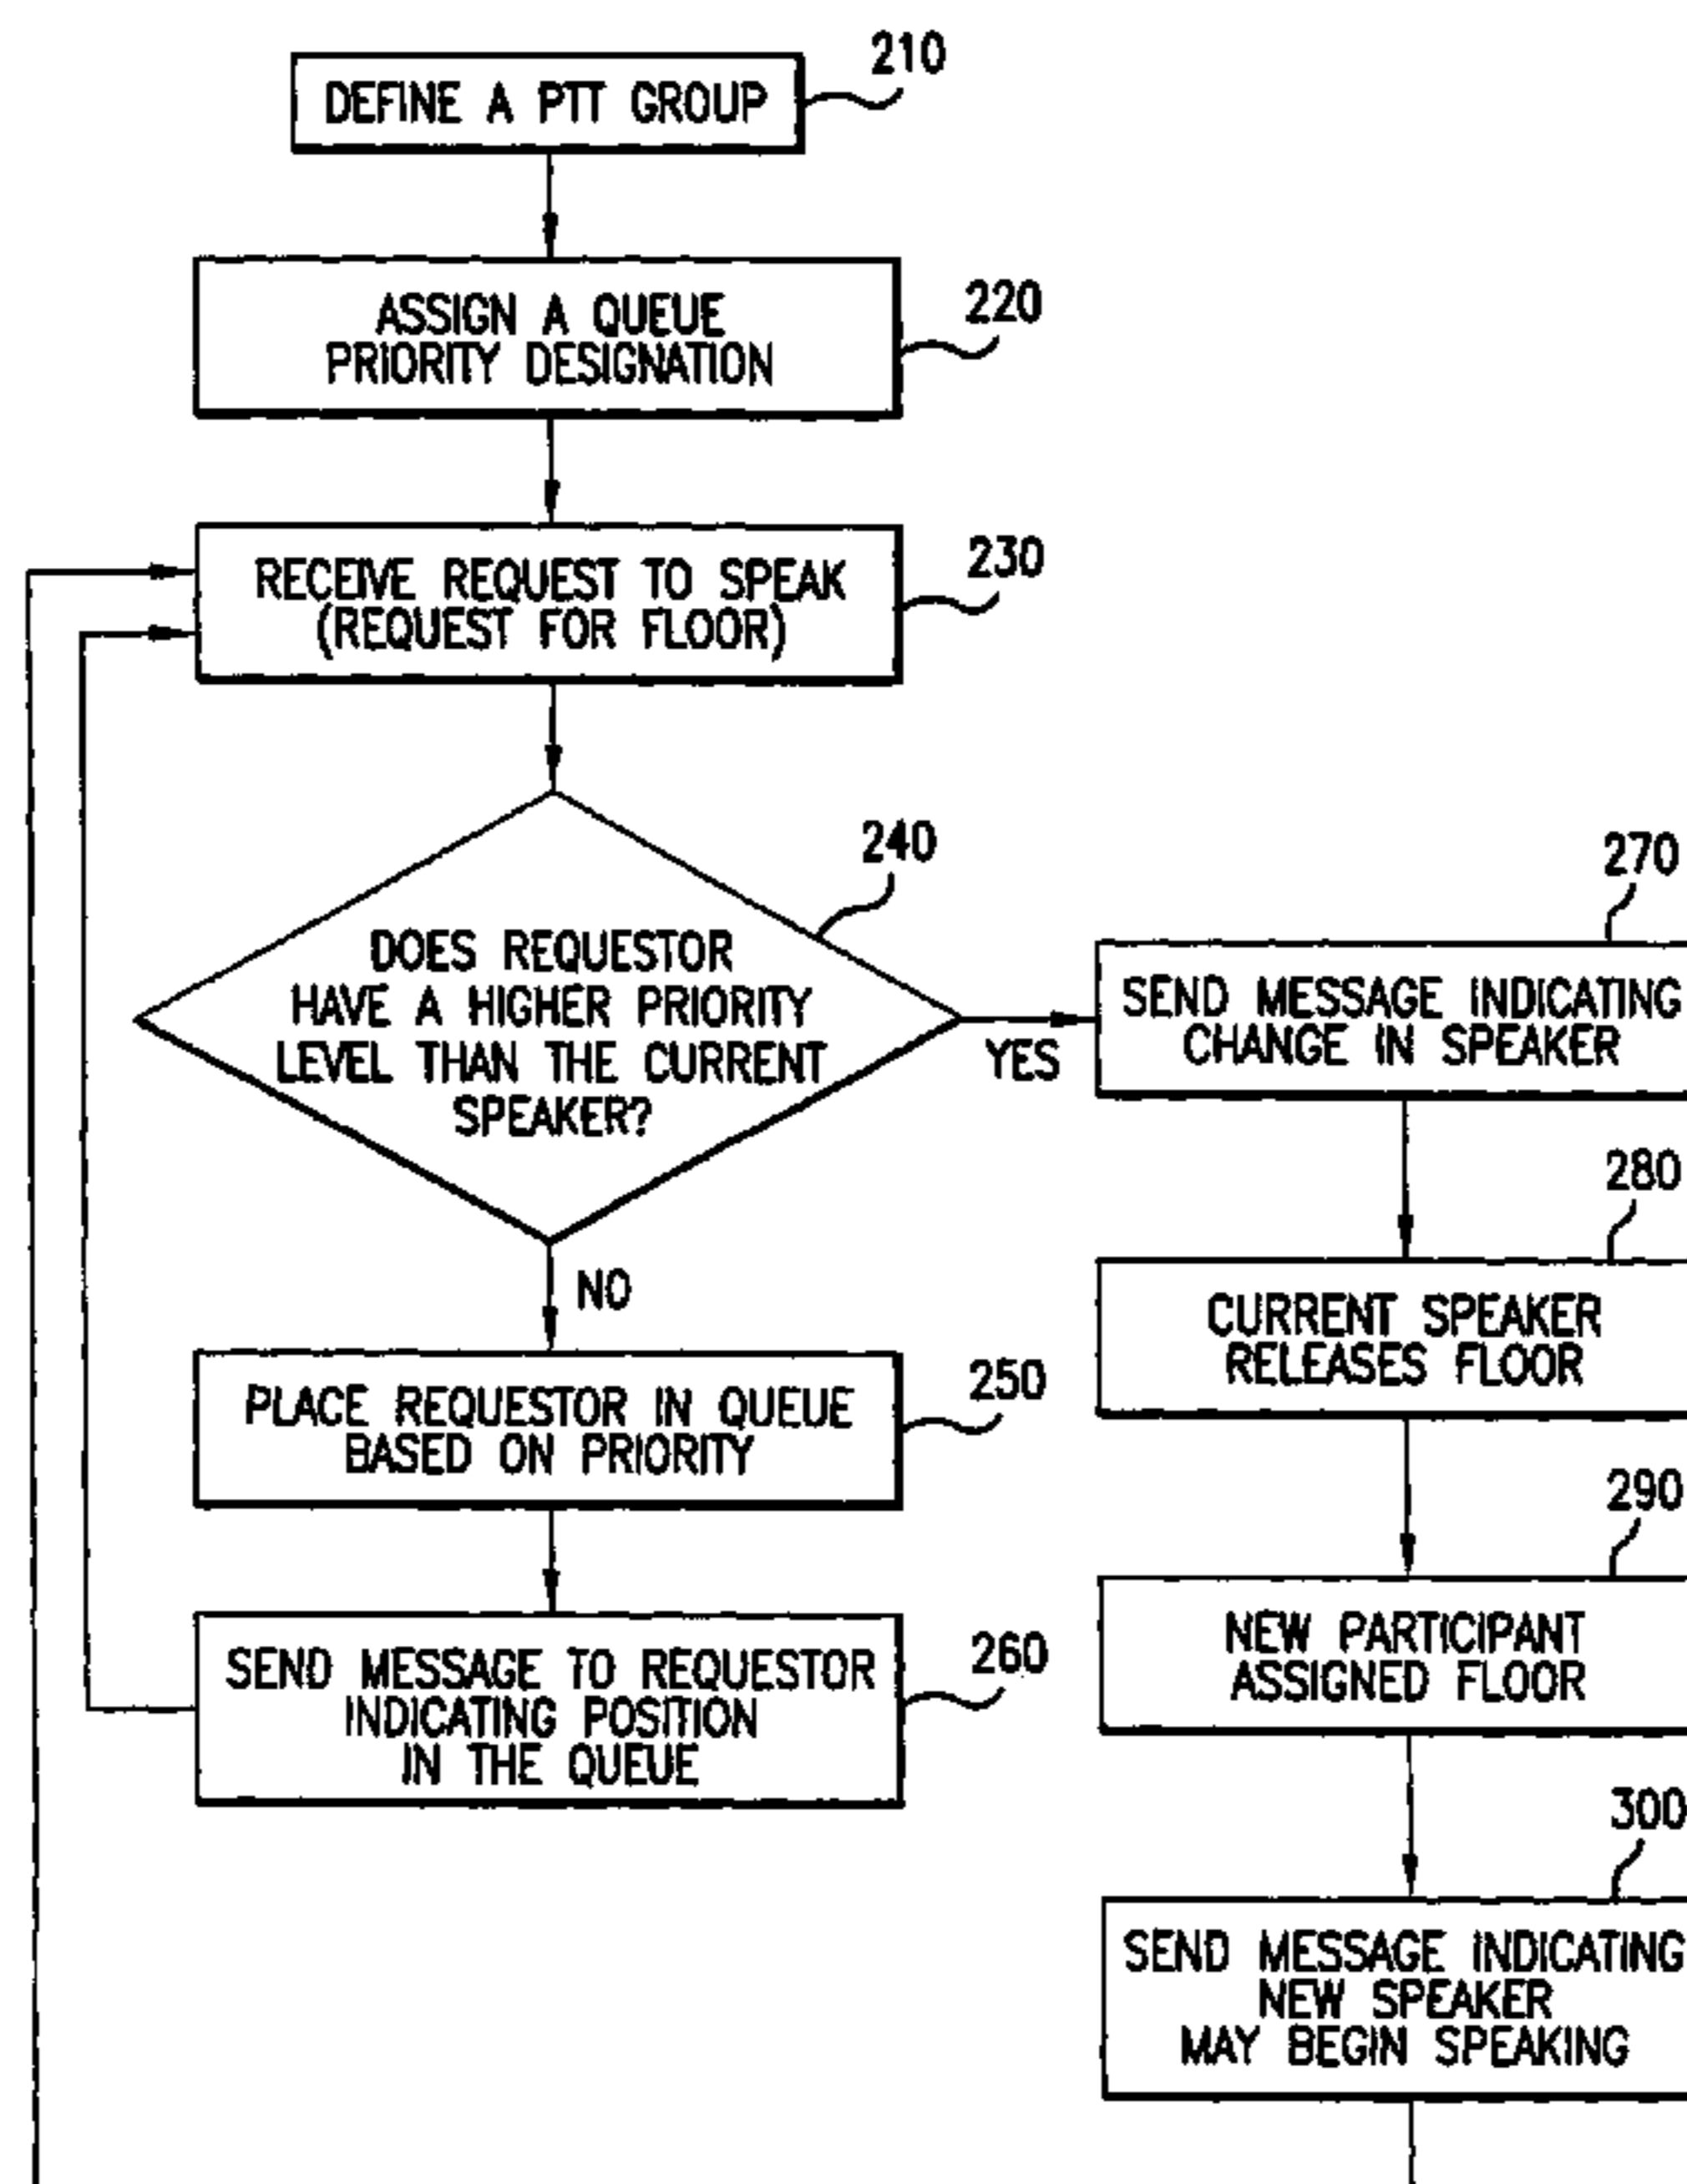 210
DEFINE A PTT GROUP
220
ASSIGN A QUEUE
PRIORITY DESIGNATION
230
RECEIVE REQUEST TO SPEAK
(REQUEST FOR FLOOR)
240
DOES REQUESTOR
HAVE A HIGHER PRIORITY
LEVEL THAN THE CURRENT
SPEAKER?
YES
NO
250
PLACE REQUESTOR IN QUEUE
BASED ON PRIORITY
260
SEND MESSAGE TO REQUESTOR
INDICATING POSITION
IN THE QUEUE
270
SEND MESSAGE INDICATING
CHANGE IN SPEAKER
280
CURRENT SPEAKER
RELEASES FLOOR
290
NEW PARTICIPANT
ASSIGNED FLOOR
300
SEND MESSAGE INDICATING
NEW SPEAKER
MAY BEGIN SPEAKING